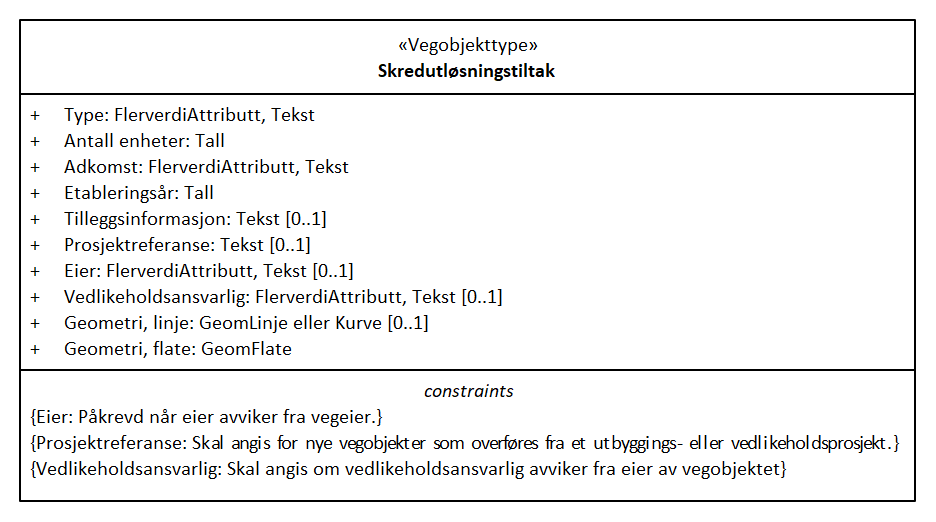 «Vegobjekttype»
Skredutløsningstiltak
+ Type: FlerverdiAttributt, Tekst
+ Antall enheter: Tall
+ Adkomst: FlerverdiAttributt, Tekst
+ Etableringsår: Tall
+ Tilleggsinformasjon: Tekst [0..1]
+ Prosjektreferanse: Tekst [0..1]
+ Eier: FlerverdiAttributt, Tekst [0..1]
+ Vedlikeholdsansvarlig: FlerverdiAttributt, Tekst [0..1]
+ Geometri, linje: GeomLinje eller Kurve [0..1]
+ Geometri, flate: GeomFlate
constraints
{Eier: Påkrevd når eier avviker fra vegeier.}
{Prosjektreferanse: Skal angis for nye vegobjekter som overføres fra et utbyggings- eller vedlikeholdsprosjekt.}
{Vedlikeholdsansvarlig: Skal angis om vedlikeholdsansvarlig avviker fra eier av vegobjektet}